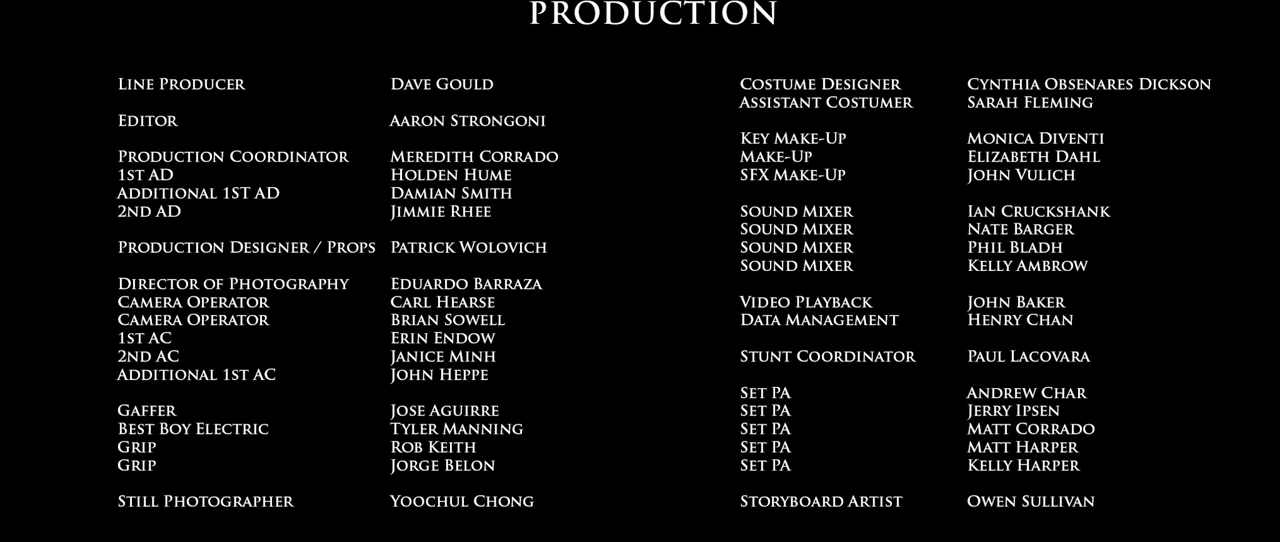 PRODUCTION
LINE PRODUCER DAVE GOULD
EDITOR AARON STRONGONI
PRODUCTION COORDINATOR MEREDITH CORRADO
1ST AD HOLDEN HUME
ADDITIONAL 1ST AD DAMIAN SMITH
2ND AD JIMMIE RHEE
PRODUCTION DESIGNER / PROPS PATRICK WOLOVICH
DIRECTOR OF PHOTOGRAPHY EDUARDO BARRAZA
CAMERA OPERATOR CARL HEARSE
CAMERA OPERATOR BRIAN SOWELL
1ST AC ERIN ENDOW
2ND AC JANICE MINH
ADDITIONAL 1ST AC JOHN HEPPE
GAFFER JOSE AGUIRRE
BEST BOY ELECTRIC TYLER MANNING
GRIP ROB KEITH
GRIP JORGE BELON
STILL PHOTOGRAPHER YOOCHUL CHONG
COSTUME DESIGNER CYNTHIA OBSENARES DICKSON
ASSISTANT COSTUMER SARAH FLEMING
KEY MAKE-UP MONICA DIVENTI
MAKE-UP ELIZABETH DAHL
SFX MAKE-UP JOHN VULICH
SOUND MIXER IAN CRUCKSHANK
SOUND MIXER NATE BARGER
SOUND MIXER PHIL BLADH
SOUND MIXER KELLY AMBROW
VIDEO PLAYBACK JOHN BAKER
DATA MANAGEMENT HENRY CHAN
STUNT COORDINATOR PAUL LACOVARA
SET PA ANDREW CHAR
SET PA JERRY IPSEN
SET PA MATT CORRADO
SET PA MATT HARPER
SET PA KELLY HARPER
STORYBOARD ARTIST OWEN SULLIVAN